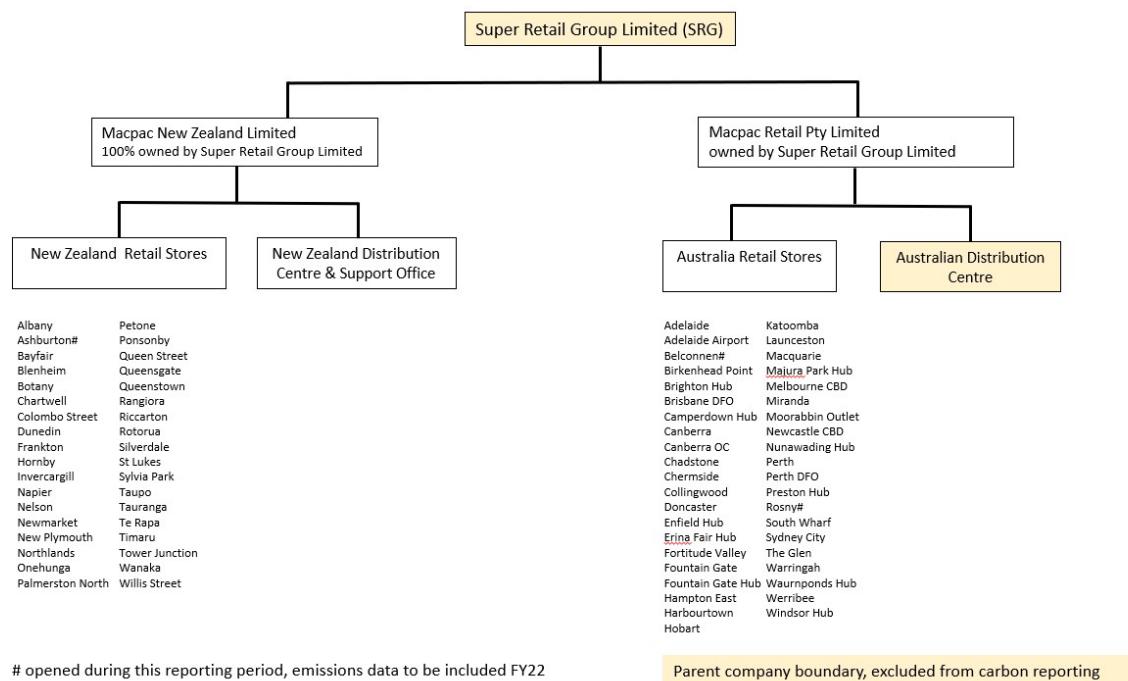 Super Retail Group Limited (SRG)
Macpac New Zealand Limited
100% owned by Super Retail Group Limited
Macpac Retail Pty Limited
owned by Super Retail Group Limited
New Zealand Retail Stores
New Zealand Distribution
Centre & Support Office
Australia Retail Stores
Australian Distribution
Centre
Albany
Ashburton#
Bayfair
Blenheim
Botany
Chartwell
Colombo Street
Dunedin
Frankton
Hornby
Invercargill
Napier
Nelson
Newmarket
New Plymouth
Northlands
Onehunga
Palmerston North
Petone
Ponsonby
Queen Street
Queensgate
Queenstown
Rangiora
Riccarton
Rotorua
Silverdale
St Lukes
Sylvia Park
Taupo
Tauranga
Te Rapa
Timaru
Tower Junction
Wanaka
Willis Street
Adelaide
Adelaide Airport
Belconnen#
Birkenhead Point
Brighton Hub
Brisbane DFO
Camperdown Hub
Canberra
Canberra OC
Chadstone
Chermside
Collingwood
Doncaster
Enfield Hub
Erina Fair Hub
Fortitude Valley
Fountain Gate
Fountain Gate Hub
Hampton East
Harbourtown
Hobart
Katoomba
Launceston
Macquarie
Majura Park Hub
Melbourne CBD
Miranda
Moorabbin Outlet
Newcastle CBD
Nunawading Hub
Perth
Perth DFO
Preston Hub
Rosny#
South Wharf
Sydney City
The Glen
Warringah
Waurnponds Hub
Werribee
Windsor Hub
# opened during this reporting period, emissions data to be included FY22
Parent company boundary, excluded from carbon reporting